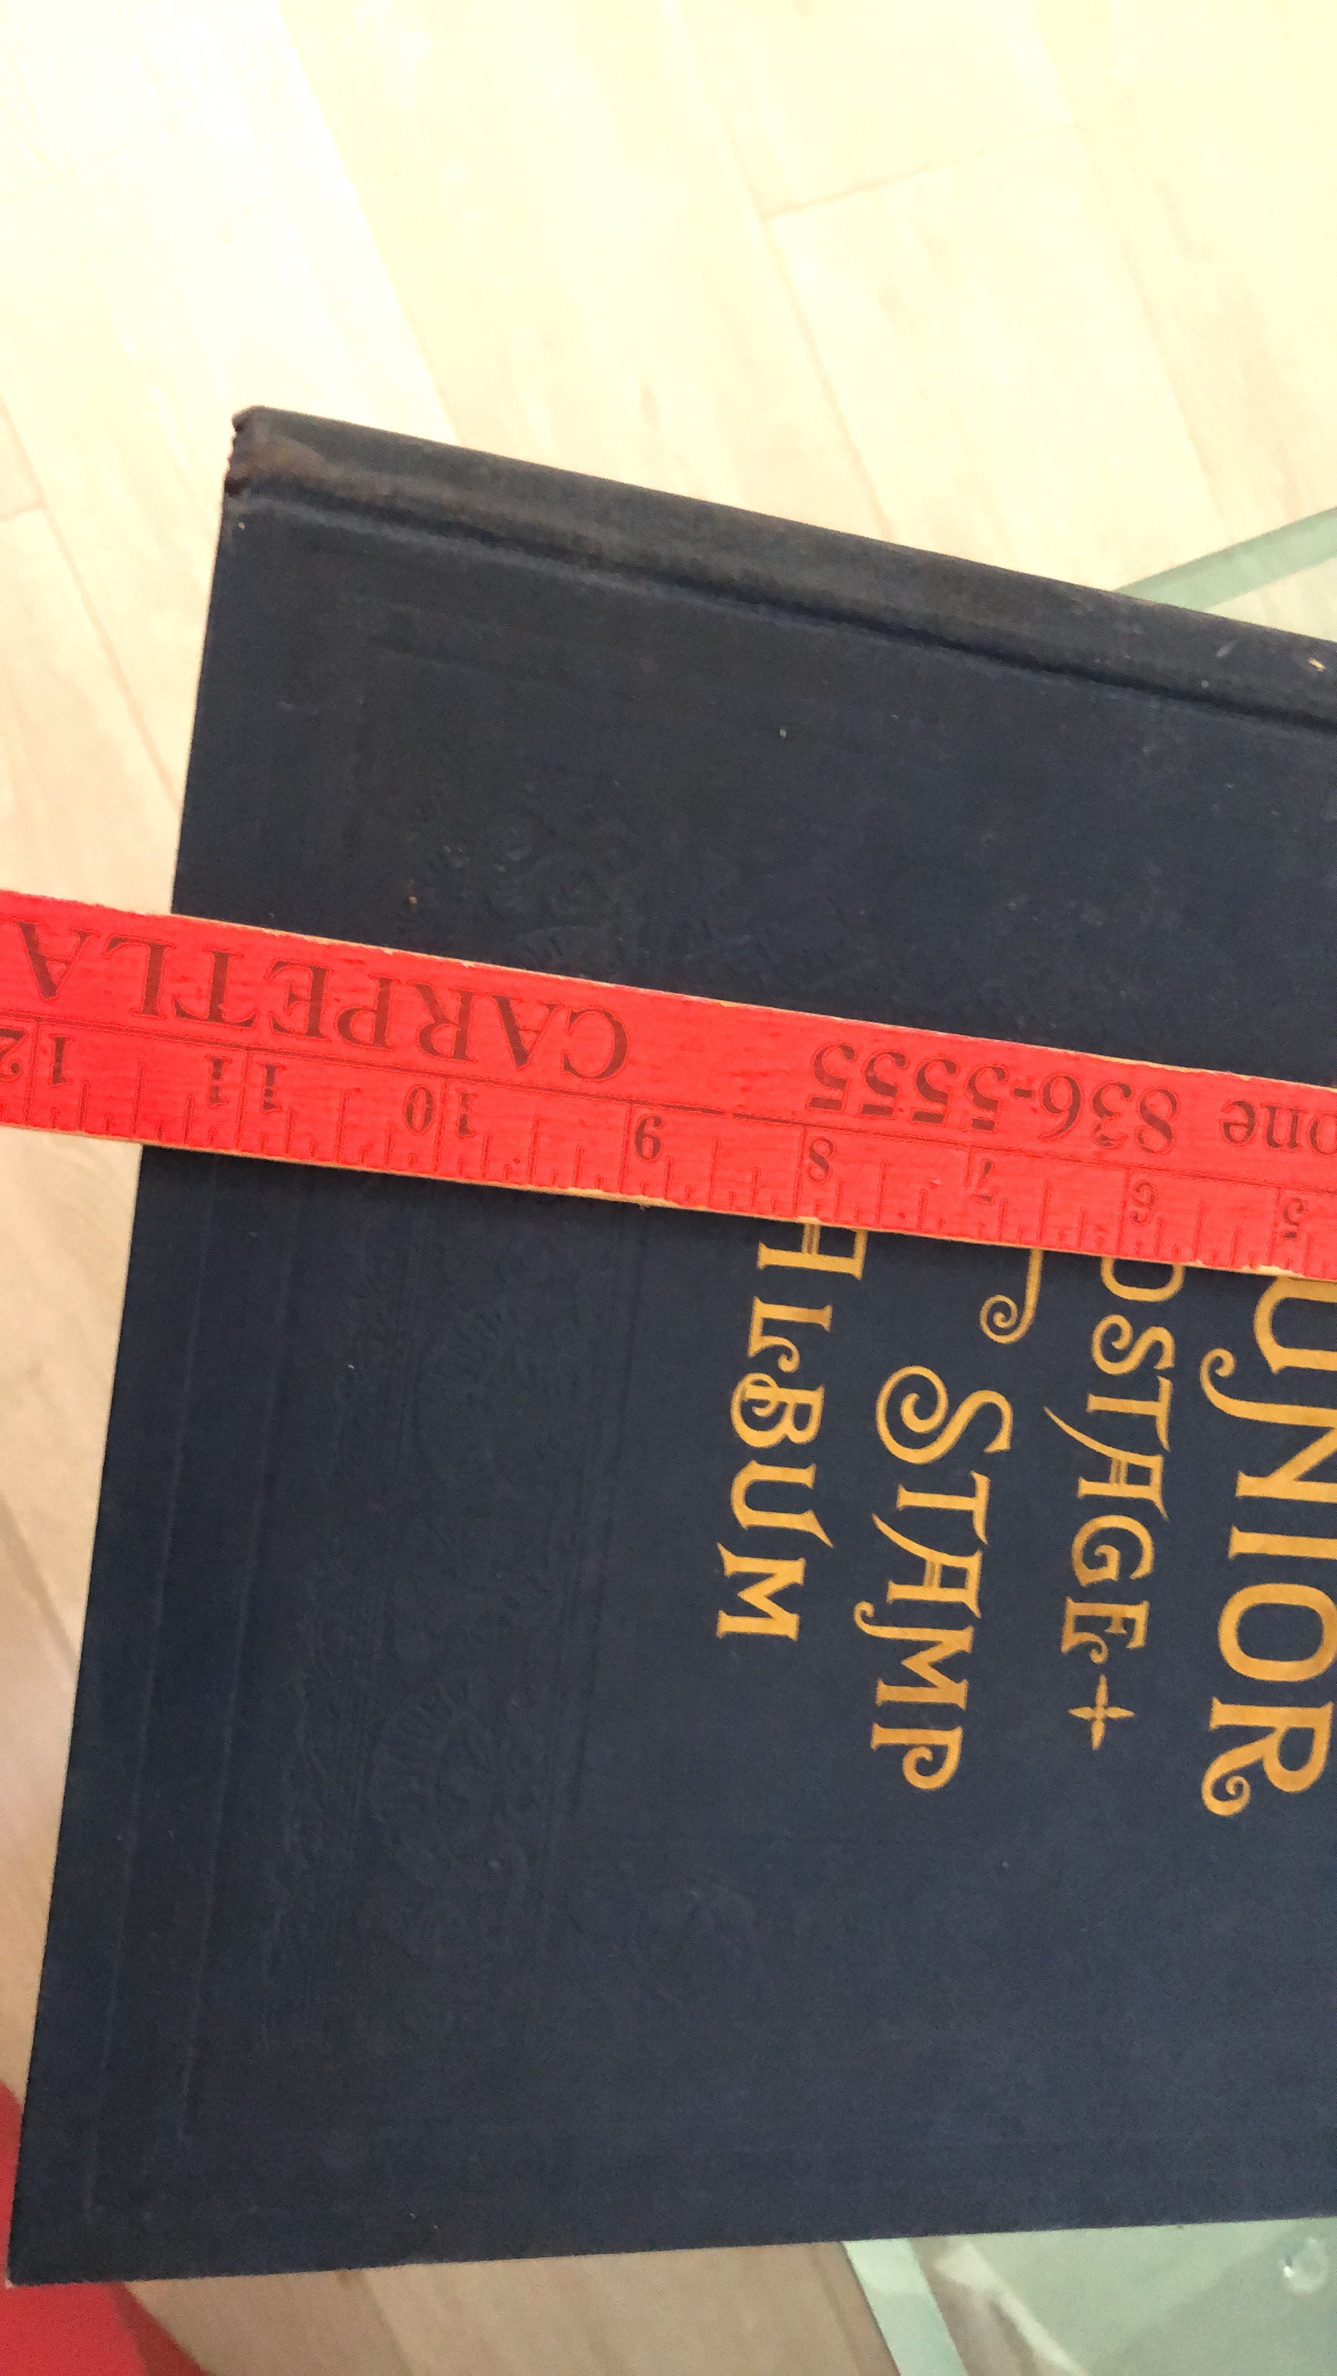 UNIOR
OSTAGE
STAMP
ALBUM
one 836-5555 CARPETLA
5 6 7 8 9 10 11 12